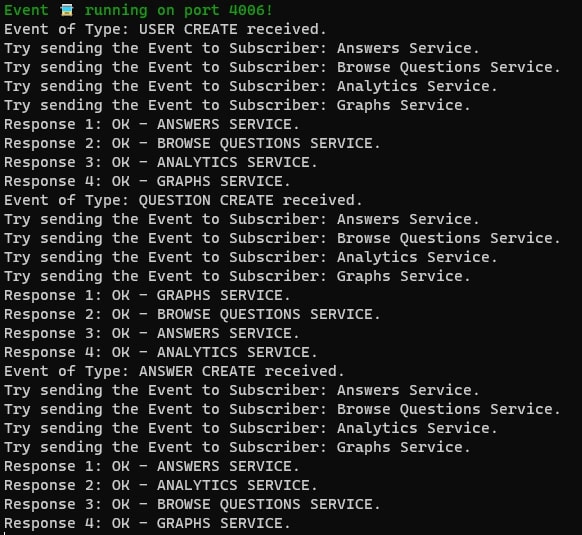 Event 🚍 running on port 4006!
Event of Type: USER CREATE received.
Try sending the Event to Subscriber: Answers Service.
Try sending the Event to Subscriber: Browse Questions Service.
Try sending the Event to Subscriber: Analytics Service.
Try sending the Event to Subscriber: Graphs Service.
Response 1: OK - ANSWERS SERVICE.
Response 2: OK - BROWSE QUESTIONS SERVICE.
Response 3: OK - ANALYTICS SERVICE.
Response 4: OK - GRAPHS SERVICE.
Event of Type: QUESTION CREATE received.
Try sending the Event to Subscriber: Answers Service.
Try sending the Event to Subscriber: Browse Questions Service.
Try sending the Event to Subscriber: Analytics Service.
Try sending the Event to Subscriber: Graphs Service.
Response 1: OK - GRAPHS SERVICE.
Response 2: OK - BROWSE QUESTIONS SERVICE.
Response 3: OK - ANSWERS SERVICE.
Response 4: OK - ANALYTICS SERVICE.
Event of Type: ANSWER CREATE received.
Try sending the Event to Subscriber: Answers Service.
Try sending the Event to Subscriber: Browse Questions Service.
Try sending the Event to Subscriber: Analytics Service.
Try sending the Event to Subscriber: Graphs Service.
Response 1: OK - ANSWERS SERVICE.
Response 2: OK - ANALYTICS SERVICE.
Response 3: OK - BROWSE QUESTIONS SERVICE.
Response 4: OK - GRAPHS SERVICE.